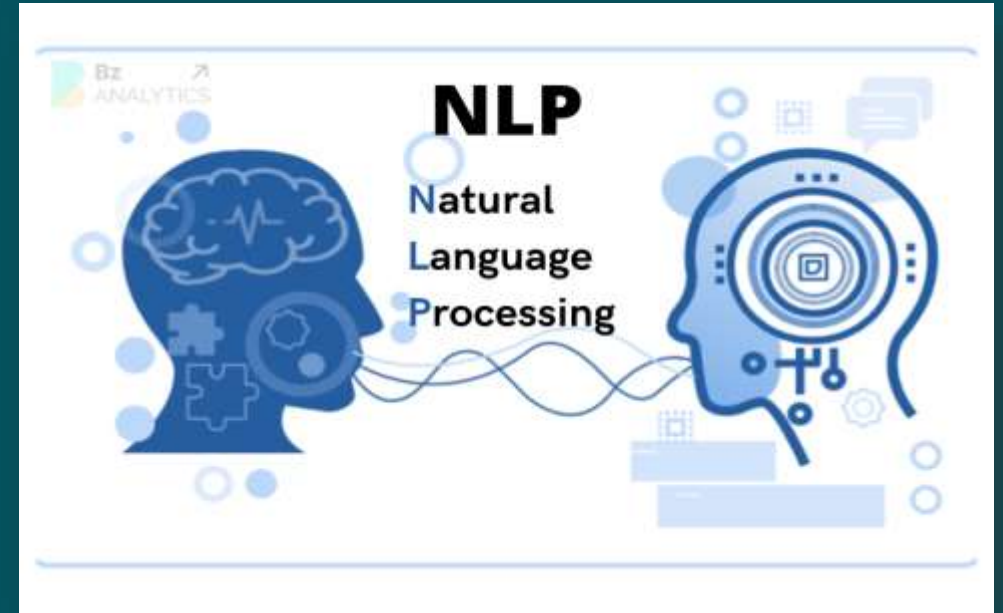 Bz
ANALYTICS
NLP
Natural
Language
Processing